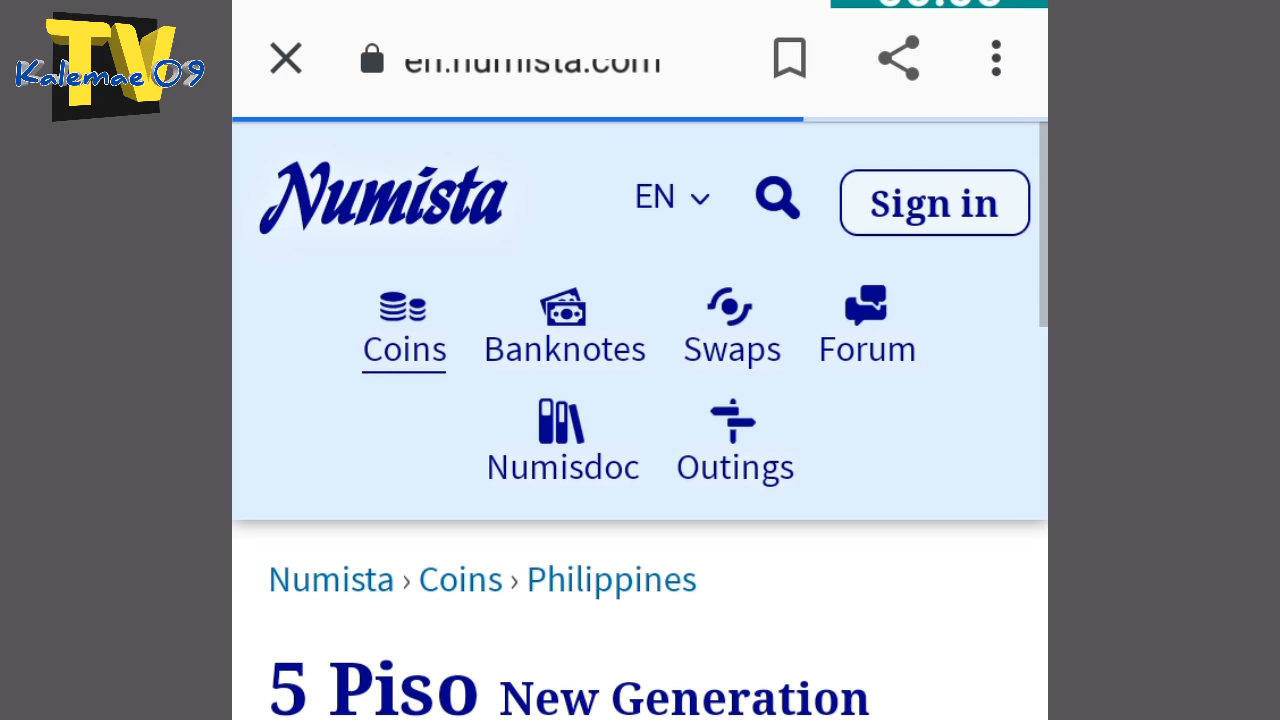 TV
Kalemae 09
en.numista.com
Numista
EN
Sign in
Coins
Banknotes
Swaps
Forum
Numisdoc
Outings
Numista › Coins › Philippines
5 Piso New Generation